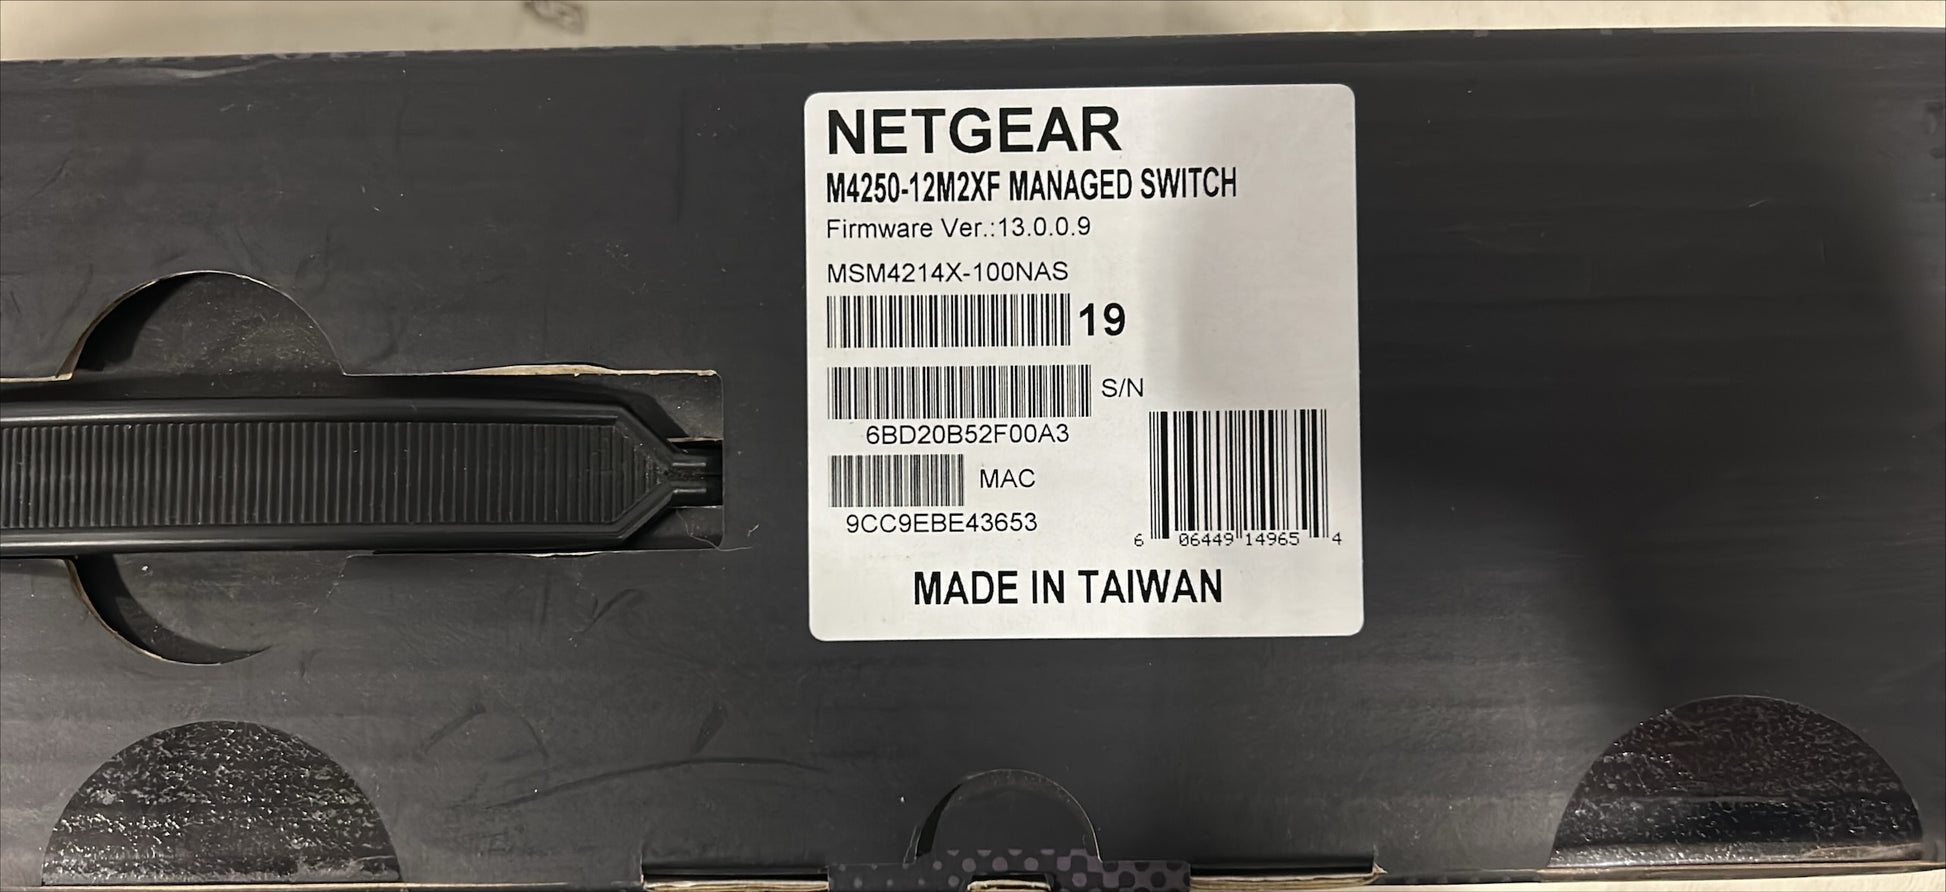 NETGEAR
M4250-12M2XF MANAGED SWITCH
Firmware Ver.:13.0.0.9
MSM4214X-100NAS
19
S/N
6BD20B52F00A3
MAC
9CC9EBE43653
6 06449 14965 4
MADE IN TAIWAN